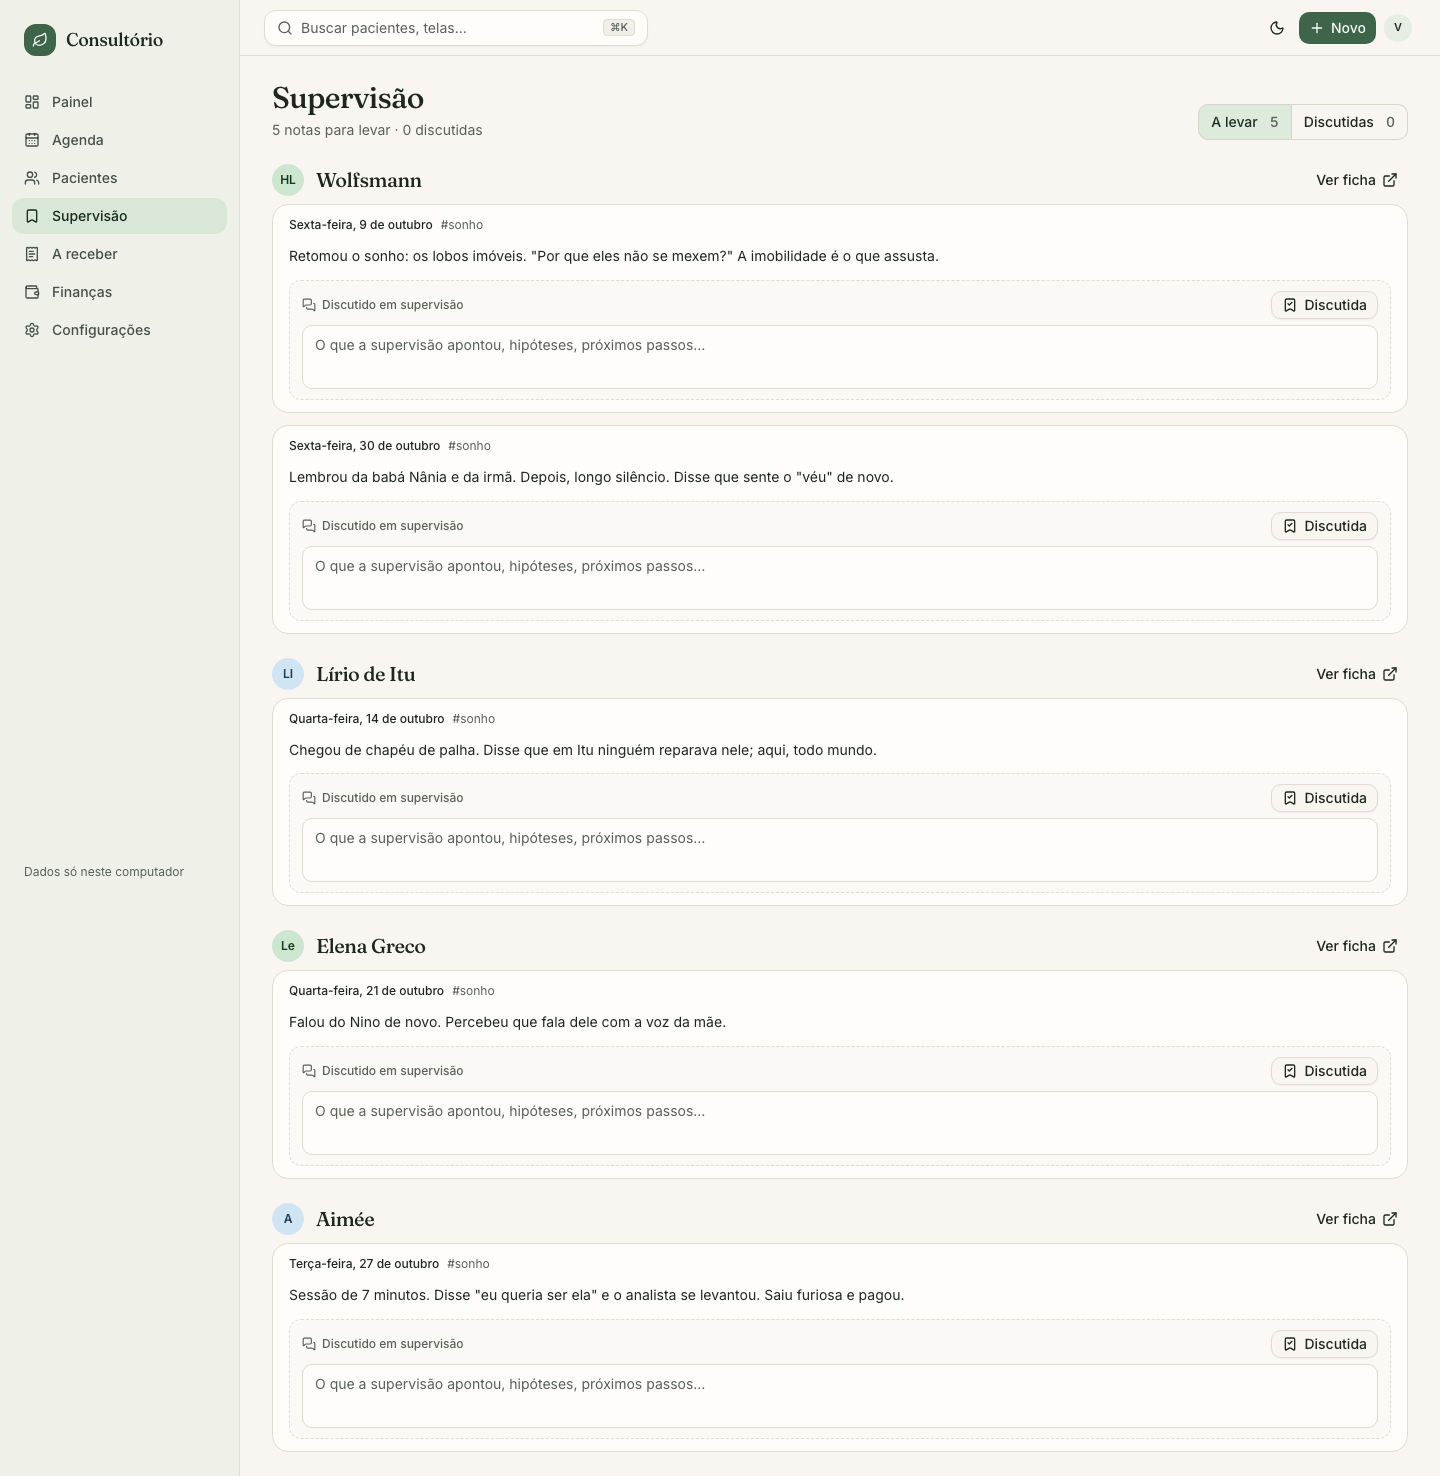 Consultório
Buscar pacientes, telas...
⌘K
Novo
V
Painel
Agenda
Pacientes
Supervisão
A receber
Finanças
Configurações
Dados só neste computador
Supervisão
5 notas para levar · 0 discutidas
A levar 5
Discutidas 0
HL
Wolfsmann
Ver ficha
Sexta-feira, 9 de outubro #sonho
Retomou o sonho: os lobos imóveis. "Por que eles não se mexem?" A imobilidade é o que assusta.
Discutido em supervisão
Discutida
O que a supervisão apontou, hipóteses, próximos passos...
Sexta-feira, 30 de outubro #sonho
Lembrou da babá Nânia e da irmã. Depois, longo silêncio. Disse que sente o "véu" de novo.
Discutido em supervisão
Discutida
O que a supervisão apontou, hipóteses, próximos passos...
LI
Lírio de Itu
Ver ficha
Quarta-feira, 14 de outubro #sonho
Chegou de chapéu de palha. Disse que em Itu ninguém reparava nele; aqui, todo mundo.
Discutido em supervisão
Discutida
O que a supervisão apontou, hipóteses, próximos passos...
Le
Elena Greco
Ver ficha
Quarta-feira, 21 de outubro #sonho
Falou do Nino de novo. Percebeu que fala dele com a voz da mãe.
Discutido em supervisão
Discutida
O que a supervisão apontou, hipóteses, próximos passos...
A
Aimée
Ver ficha
Terça-feira, 27 de outubro #sonho
Sessão de 7 minutos. Disse "eu queria ser ela" e o analista se levantou. Saiu furiosa e pagou.
Discutido em supervisão
Discutida
O que a supervisão apontou, hipóteses, próximos passos...